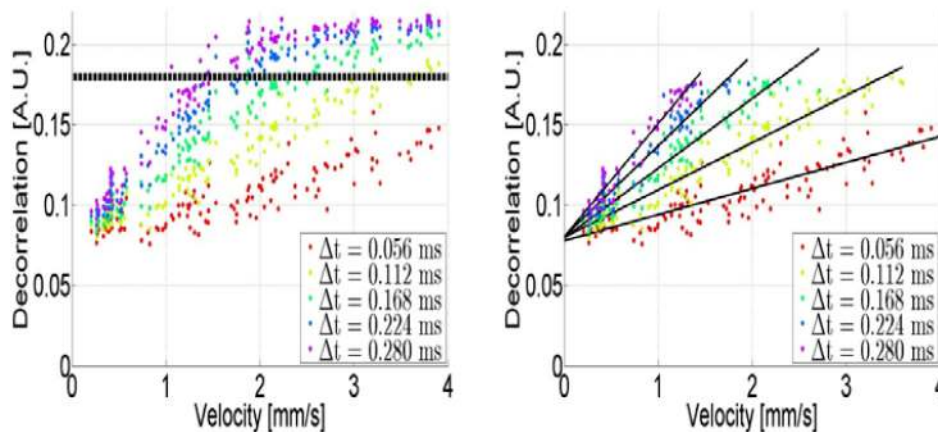 Decorrelation [A.U.]
0.2
0.15
0.1
0.05
0
0 1 2 3 4
Velocity [mm/s]
Δt = 0.056 ms
Δt = 0.112 ms
Δt = 0.168 ms
Δt = 0.224 ms
Δt = 0.280 ms
Decorrelation [A.U.]
0.2
0.15
0.1
0.05
0
0 1 2 3 4
Velocity [mm/s]
Δt = 0.056 ms
Δt = 0.112 ms
Δt = 0.168 ms
Δt = 0.224 ms
Δt = 0.280 ms